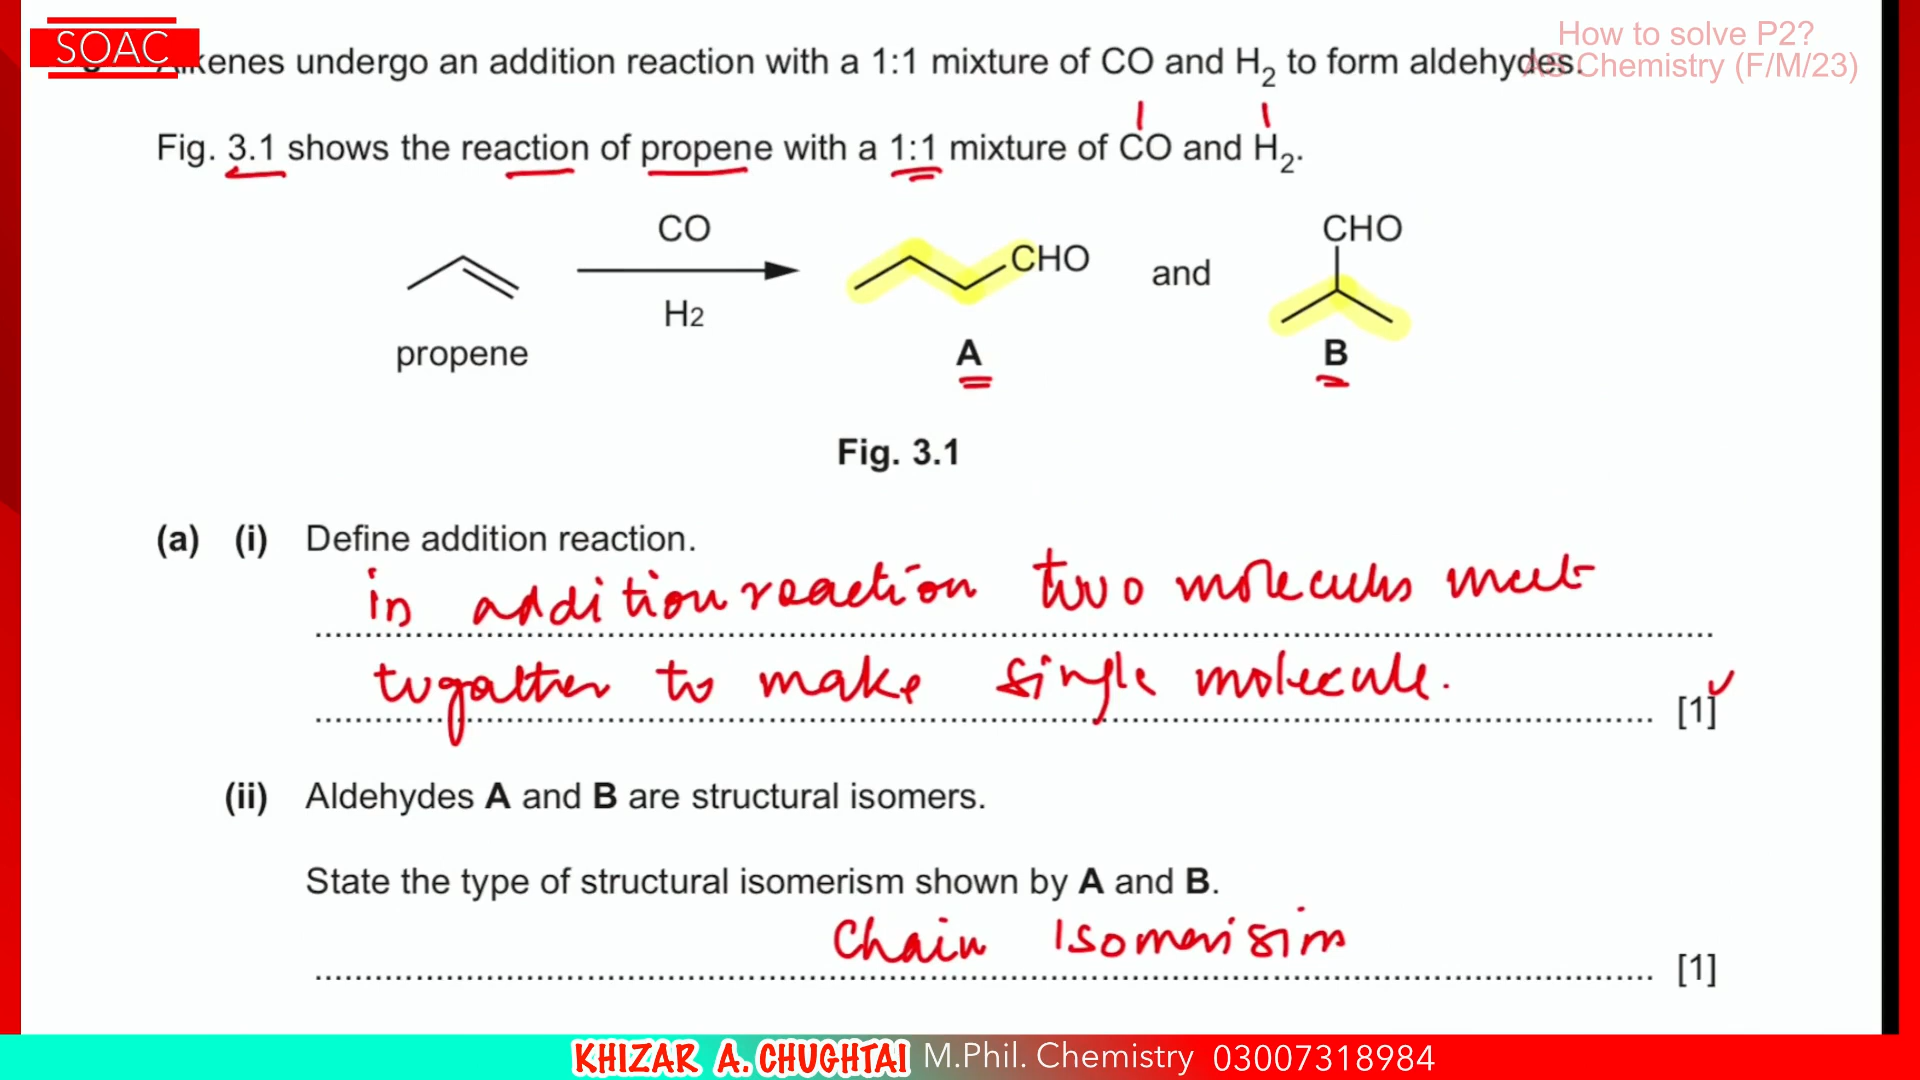 SOAC
How to solve P2?
AS Chemistry (F/M/23)
Alkenes undergo an addition reaction with a 1:1 mixture of CO and H2 to form aldehydes.
Fig. 3.1 shows the reaction of propene with a 1:1 mixture of CO and H2.
CO
H2
propene
CHO
A
and
CHO
B
Fig. 3.1
(a) (i) Define addition reaction.
in addition reaction two molecules meet
togather to make single molecule. [1]
(ii) Aldehydes A and B are structural isomers.
State the type of structural isomerism shown by A and B.
Chain Isomerisim
[1]
KHIZAR A. CHUGHTAI M.Phil. Chemistry 03007318984